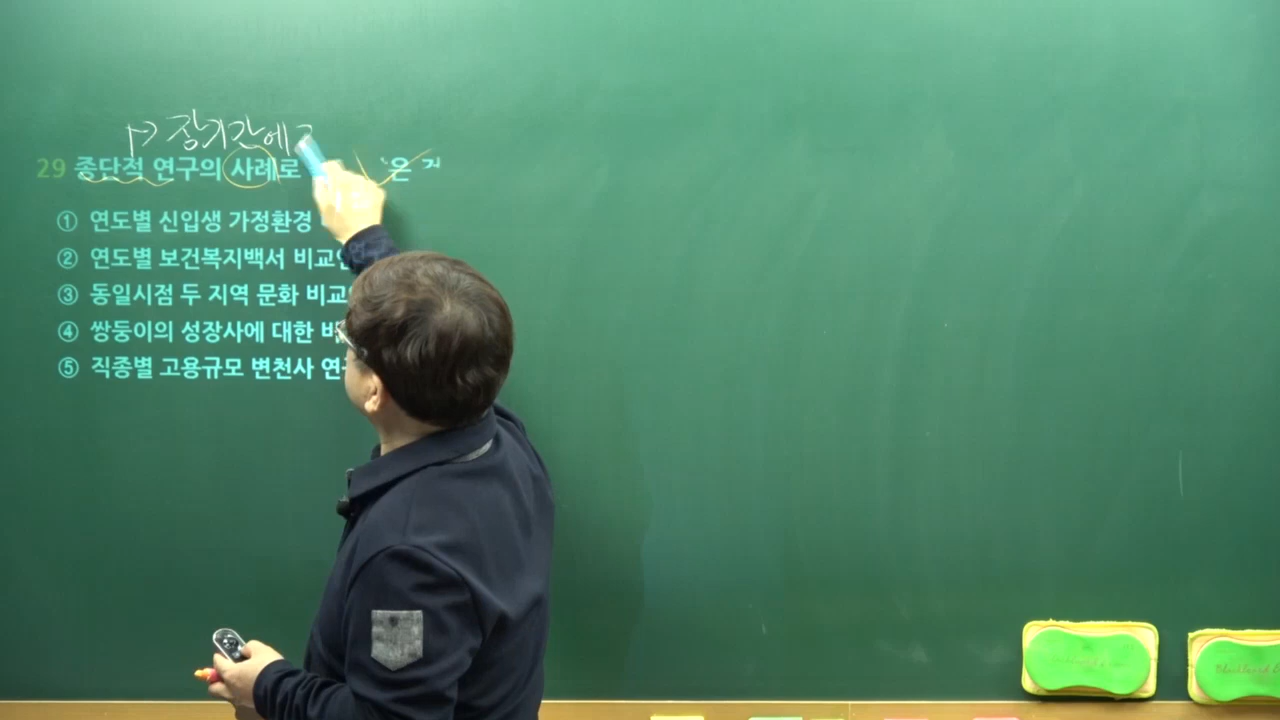 장기간에
29 종단적 연구의 사례로 은
① 연도별 신입생 가정환경
② 연도별 보건복지백서 비교
③ 동일시점 두 지역 문화 비교
④ 쌍둥이의 성장사에 대한
⑤ 직종별 고용규모 변천사